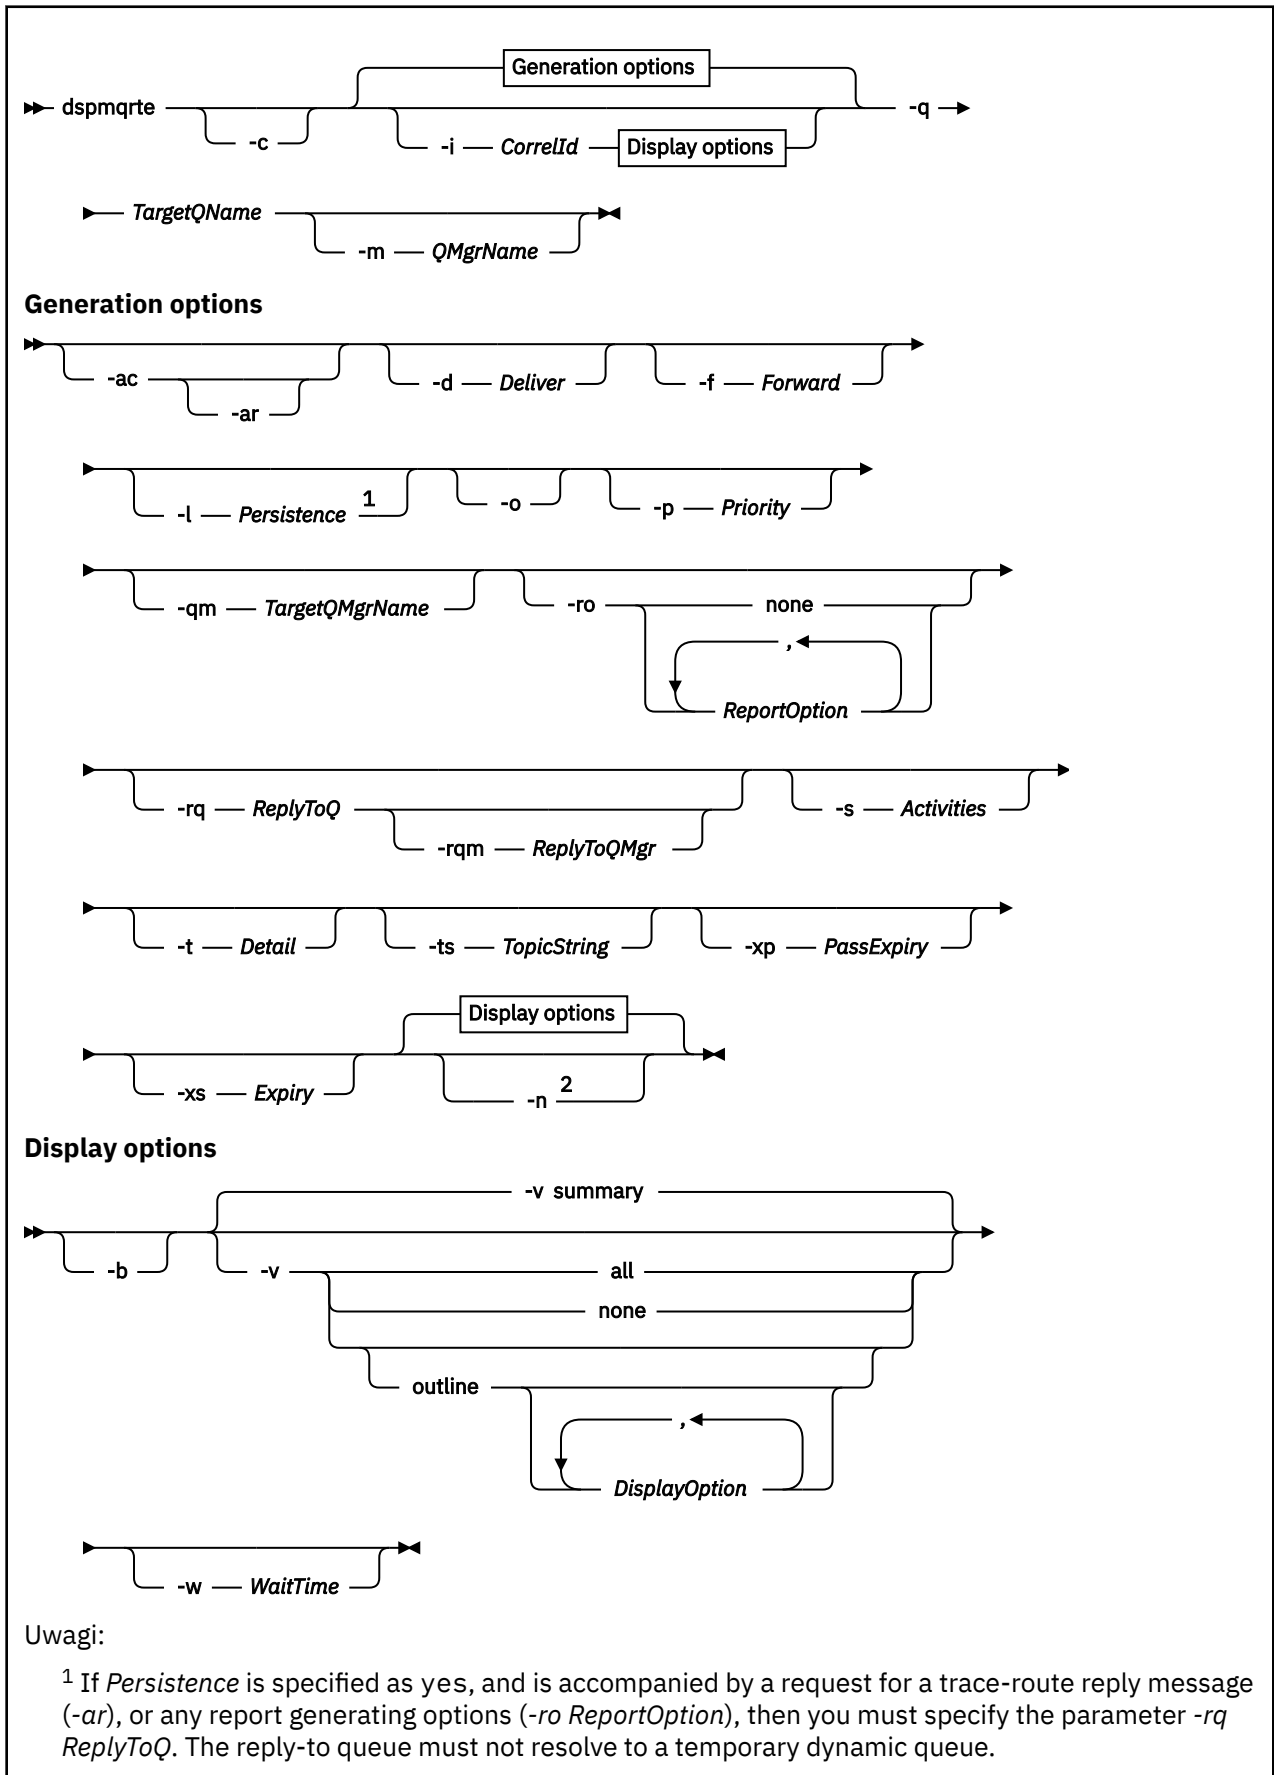 Generation options
dspmqrte -q
-c -i CorrelId Display options
TargetQName
-m QMgrName
Generation options
-ac -d Deliver -f Forward
-ar
-l Persistence 1 -o -p Priority
-qm TargetQMgrName -ro none
,
ReportOption
-rq ReplyToQ -s Activities
-rqm ReplyToQMgr
-t Detail -ts TopicString -xp PassExpiry
Display options
-xs Expiry -n 2
Display options
-v summary
-b -v all
none
outline
,
DisplayOption
-w WaitTime
Uwagi:
1 If Persistence is specified as yes, and is accompanied by a request for a trace-route reply message
(-ar), or any report generating options (-ro ReportOption), then you must specify the parameter -rq
ReplyToQ. The reply-to queue must not resolve to a temporary dynamic queue.